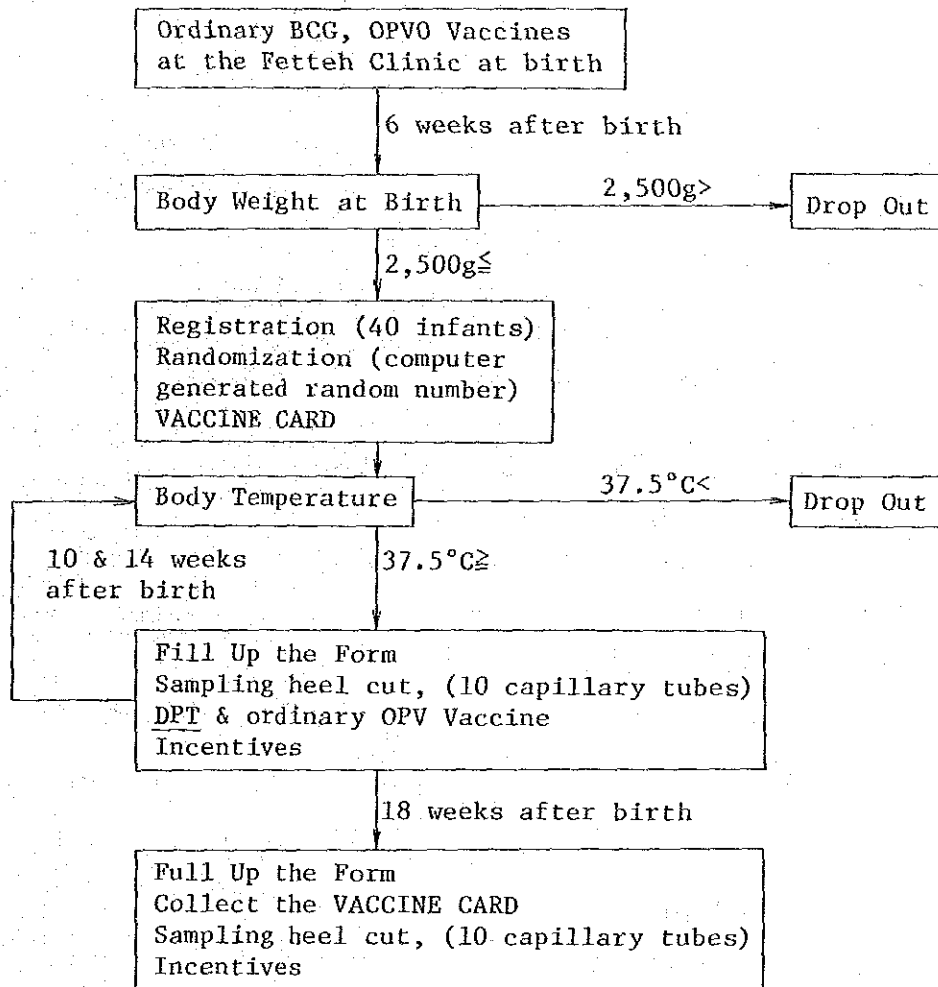 Ordinary BCG, OPVO Vaccines
at the Fetteh Clinic at birth
6 weeks after birth
Body Weight at Birth
2,500g>
Drop Out
2,500g≦
Registration (40 infants)
Randomization (computer
generated random number)
VACCINE CARD
Body Temperature
37.5°C<
Drop Out
10 & 14 weeks
after birth
37.5°C≧
Fill Up the Form
Sampling heel cut, (10 capillary tubes)
DPT & ordinary OPV Vaccine
Incentives
18 weeks after birth
Full Up the Form
Collect the VACCINE CARD
Sampling heel cut, (10 capillary tubes)
Incentives